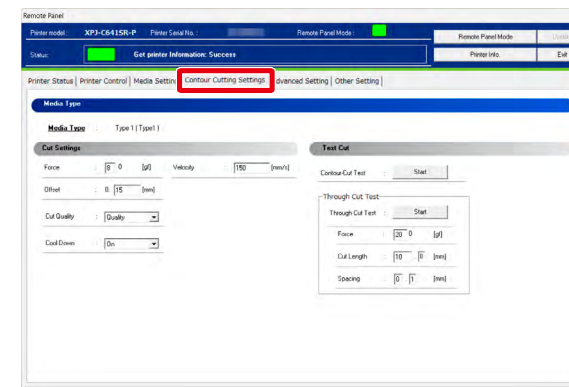 Remote Panel
Printer model : XPJ-C641SR-P Printer Serial No. : Remote Panel Mode : Remote Panel Mode
Status: Get printer Information: Success Printer Info. Exit
Printer Status Printer Control Media Settin Contour Cutting Settings dvanced Setting Other Setting
Media Type
Media Type : Type 1 ( Type1 )
Cut Settings Test Cut
Force : 8 0 [gf] Velocity : 150 [mm/s]
Contour-Cut Test : Start
Offset : 0. 15 [mm]
Through Cut Test
Through Cut Test : Start
Cut Quality : Quality
Force : 20 0 [gf]
Cool Down : On
Cut Length : 10 . 0 [mm]
Spacing : 0 . 1 [mm]